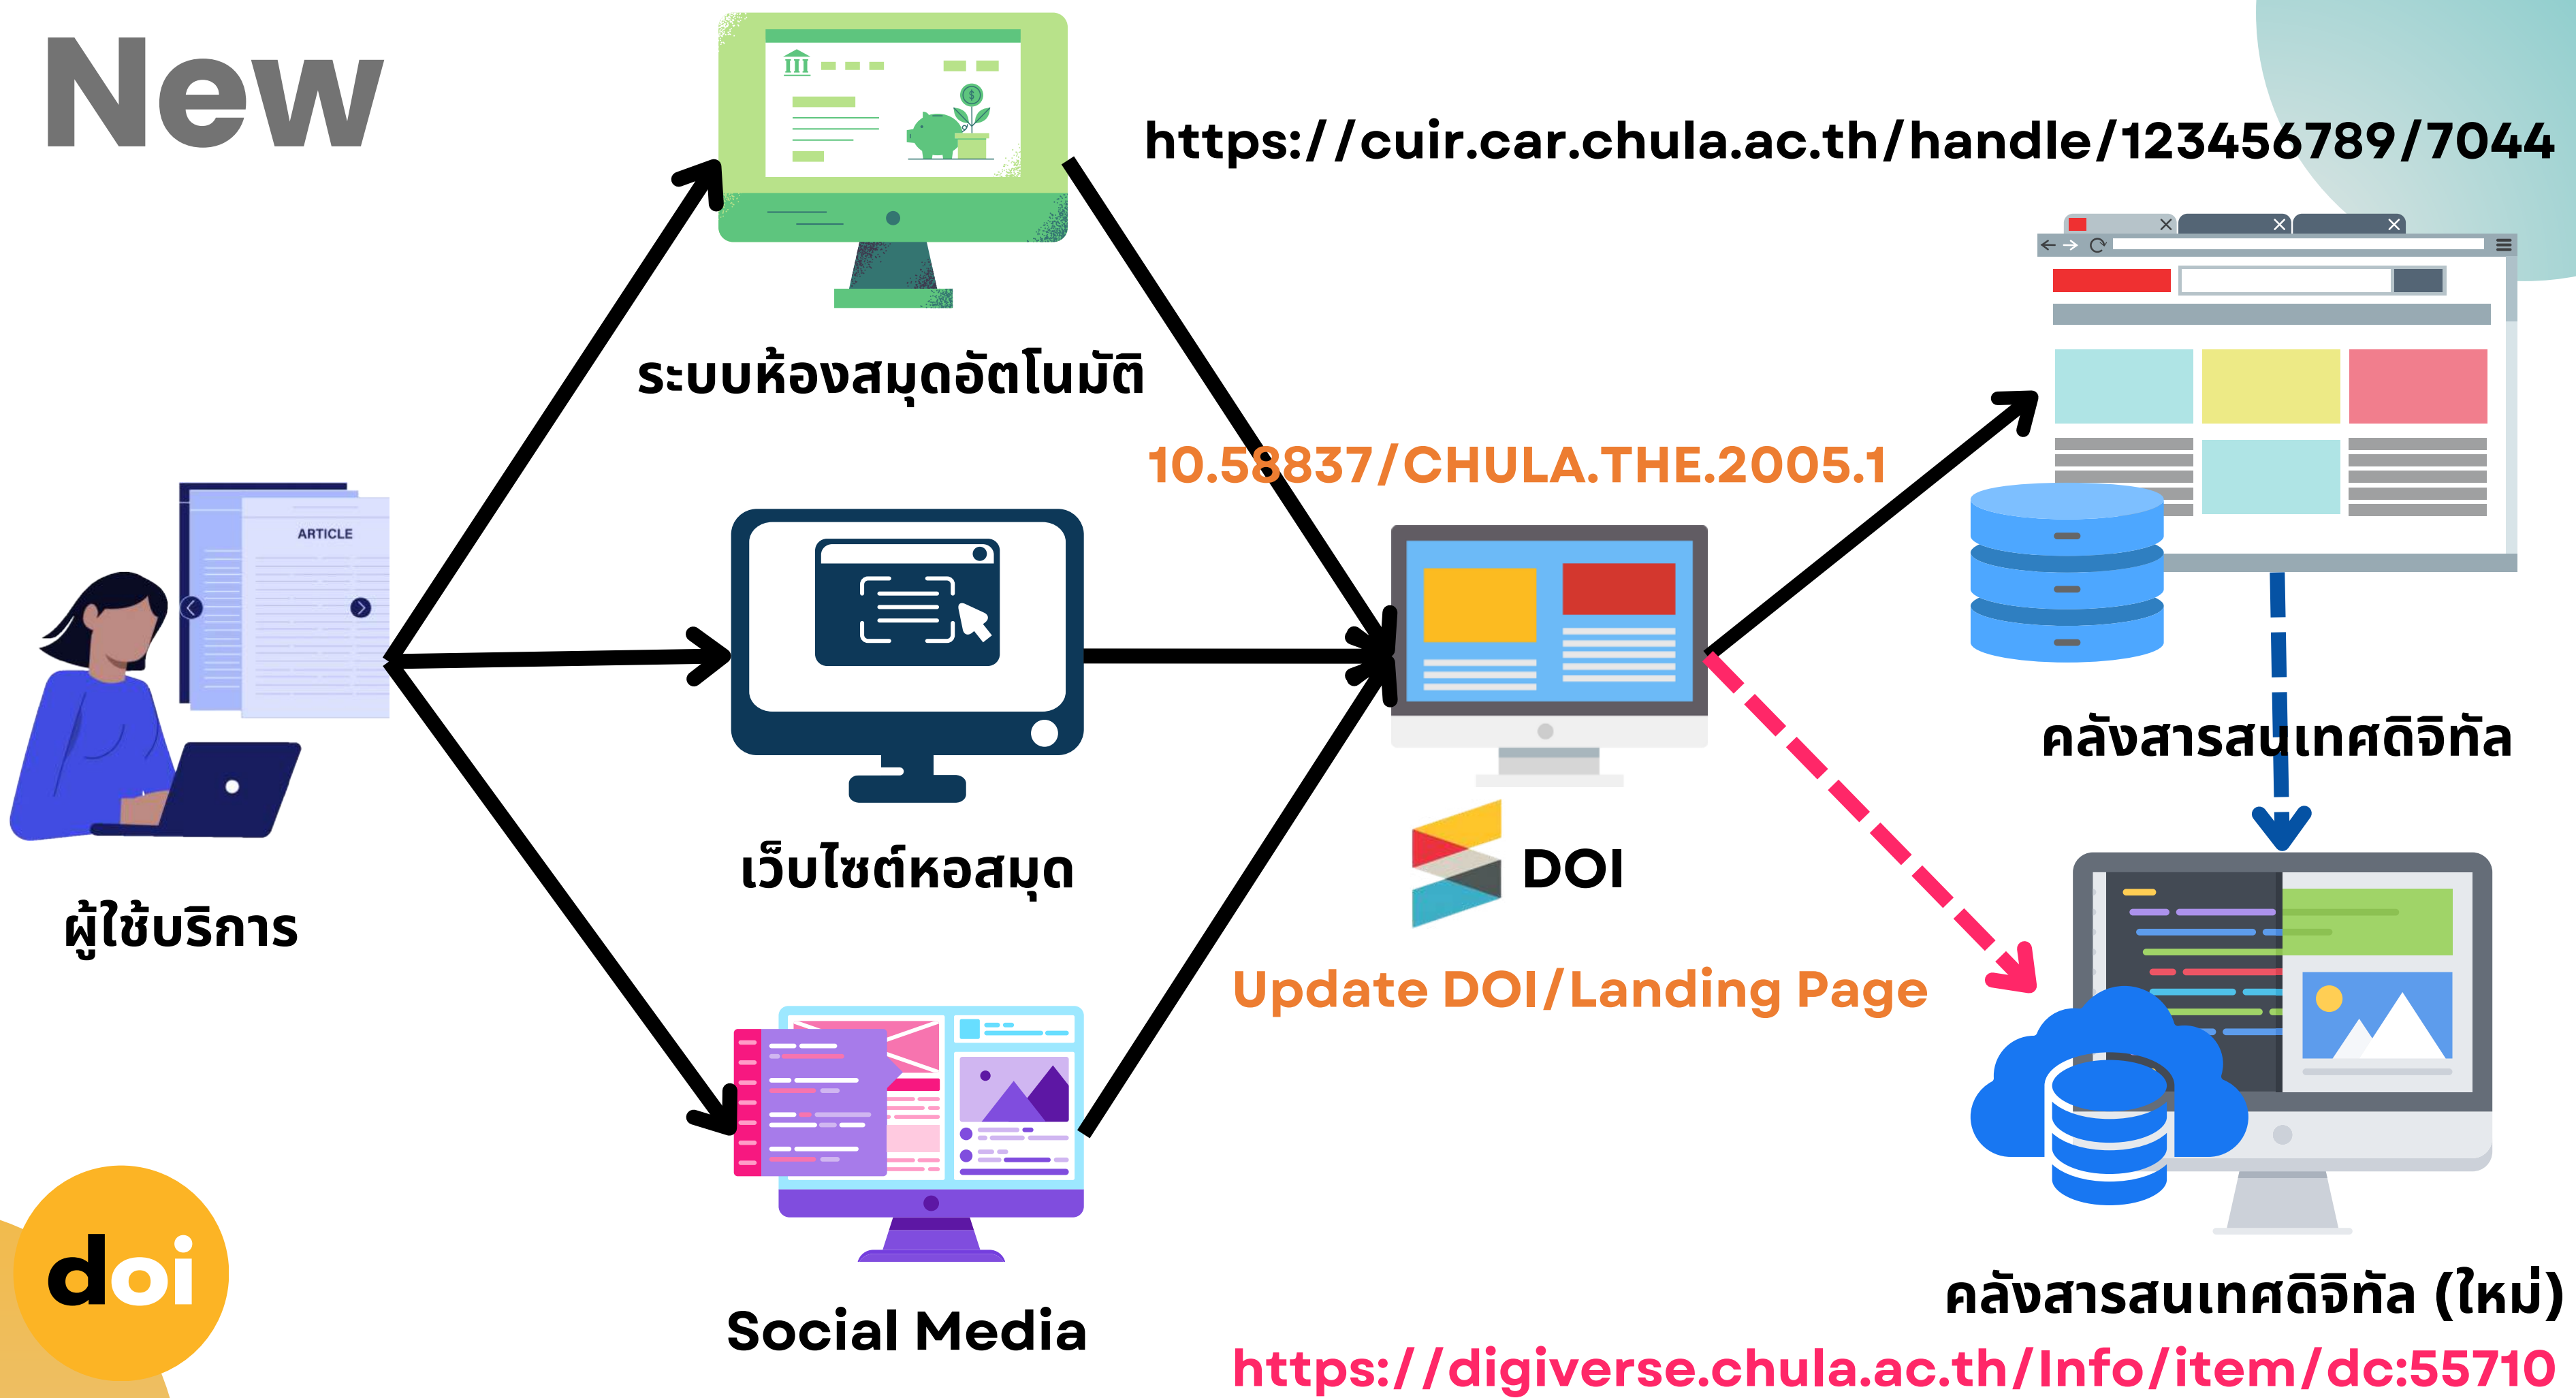 New
https://cuir.car.chula.ac.th/handle/123456789/7044
ระบบห้องสมุดอัตโนมัติ
10.58837/CHULA.THE.2005.1
ARTICLE
คลังสารสนเทศดิจิทัล
เว็บไซต์หอสมุด
DOI
ผู้ใช้บริการ
Update DOI/Landing Page
doi
คลังสารสนเทศดิจิทัล (ใหม่)
Social Media
https://digiverse.chula.ac.th/Info/item/dc:55710